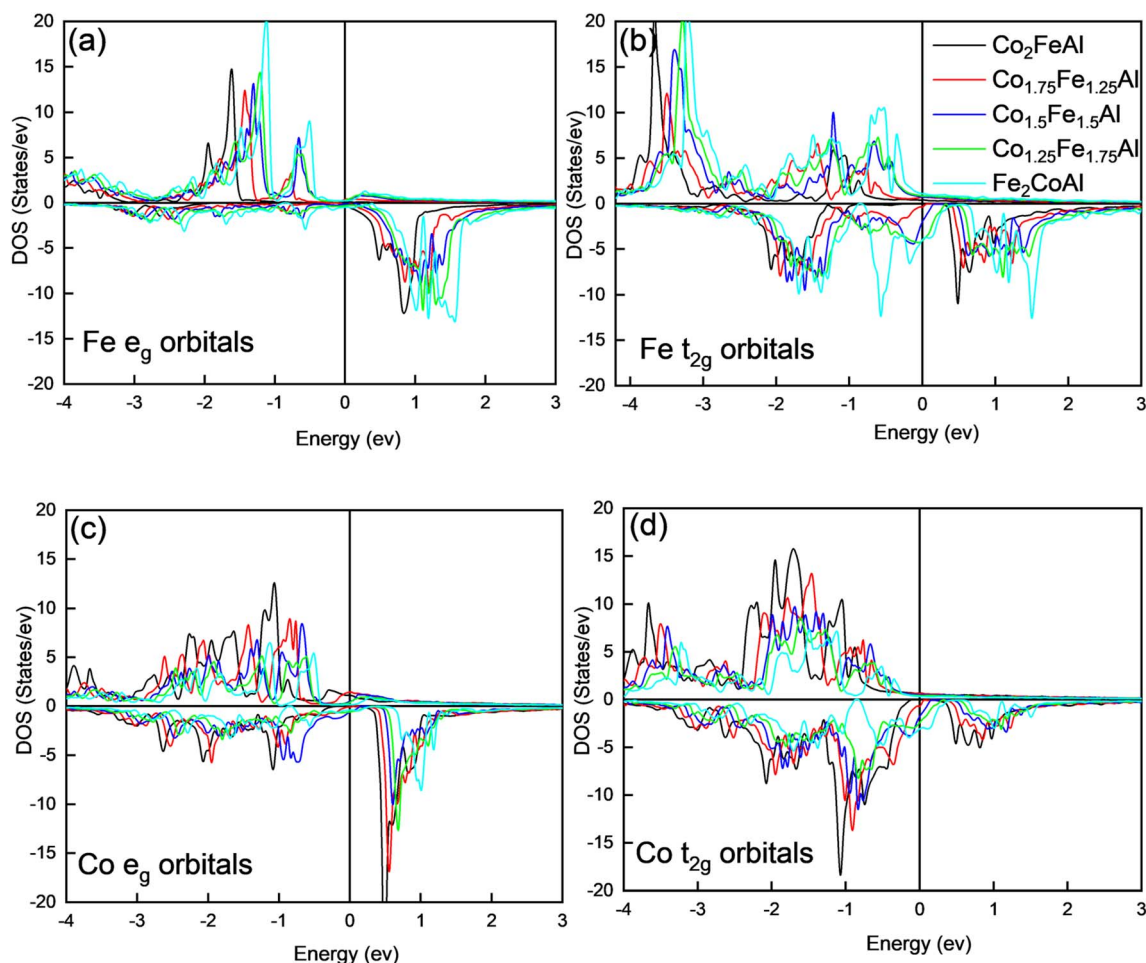 (a)
20
15
10
5
0
-5
-10
-15
-20
DOS (States/ev)
Fe e_g orbitals
-4 -3 -2 -1 0 1 2 3
Energy (ev)
(b)
Co₂FeAl
Co₁.₇₅Fe₁.₂₅Al
Co₁.₅Fe₁.₅Al
Co₁.₂₅Fe₁.₇₅Al
Fe₂CoAl
20
15
10
5
0
-5
-10
-15
-20
DOS (States/ev)
Fe t₂g orbitals
-4 -3 -2 -1 0 1 2 3
Energy (ev)
(c)
20
15
10
5
0
-5
-10
-15
-20
DOS (States/ev)
Co e_g orbitals
-4 -3 -2 -1 0 1 2 3
Energy (ev)
(d)
20
15
10
5
0
-5
-10
-15
-20
DOS (States/ev)
Co t₂g orbitals
-4 -3 -2 -1 0 1 2 3
Energy (ev)